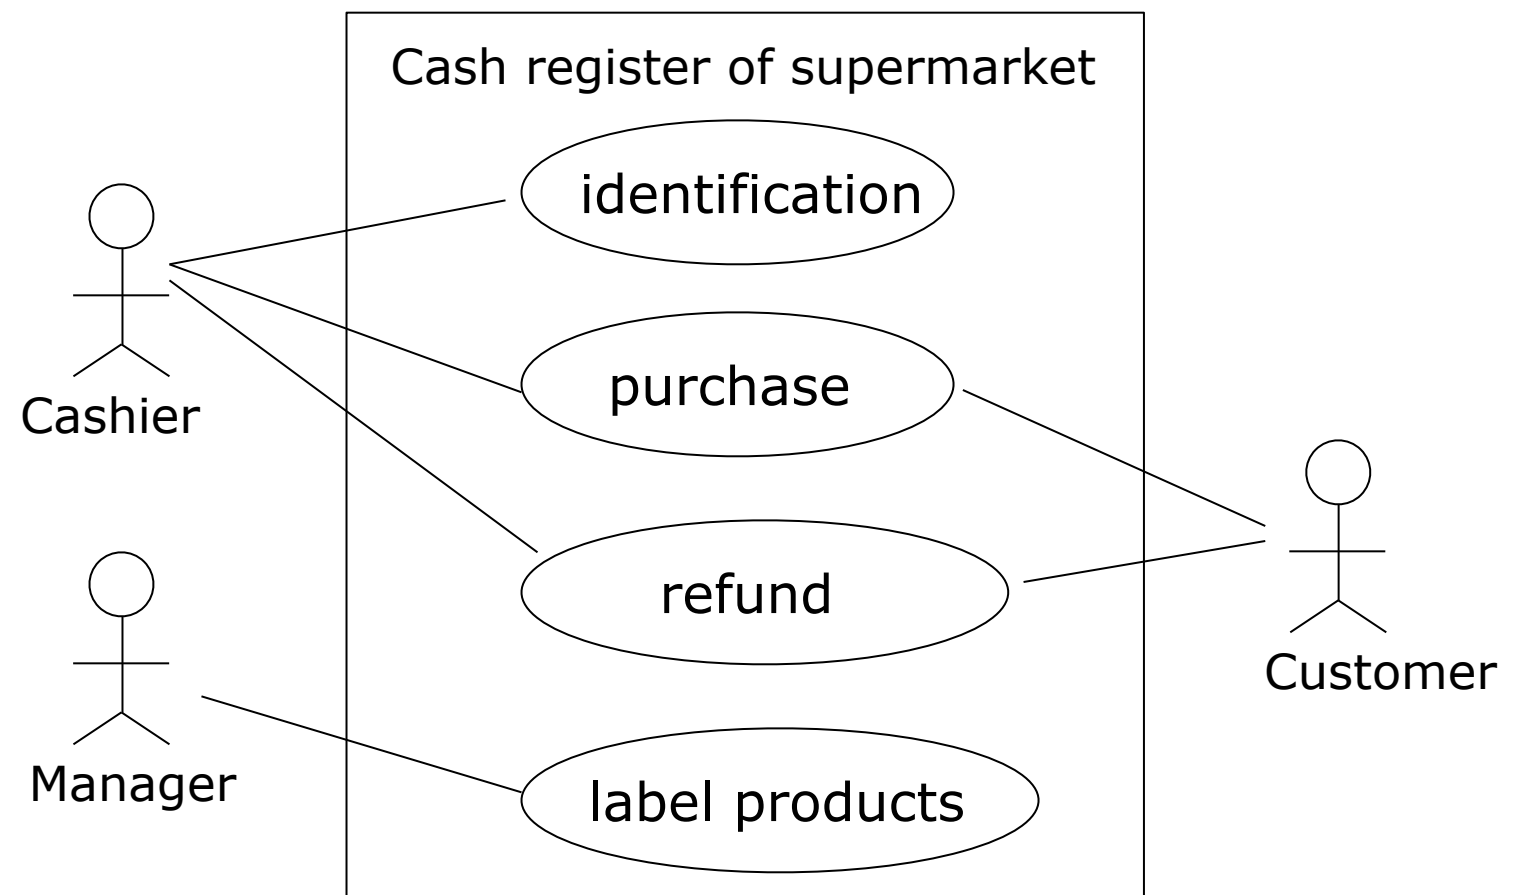 Cash register of supermarket
identification
purchase
Cashier
refund
Customer
Manager
label products